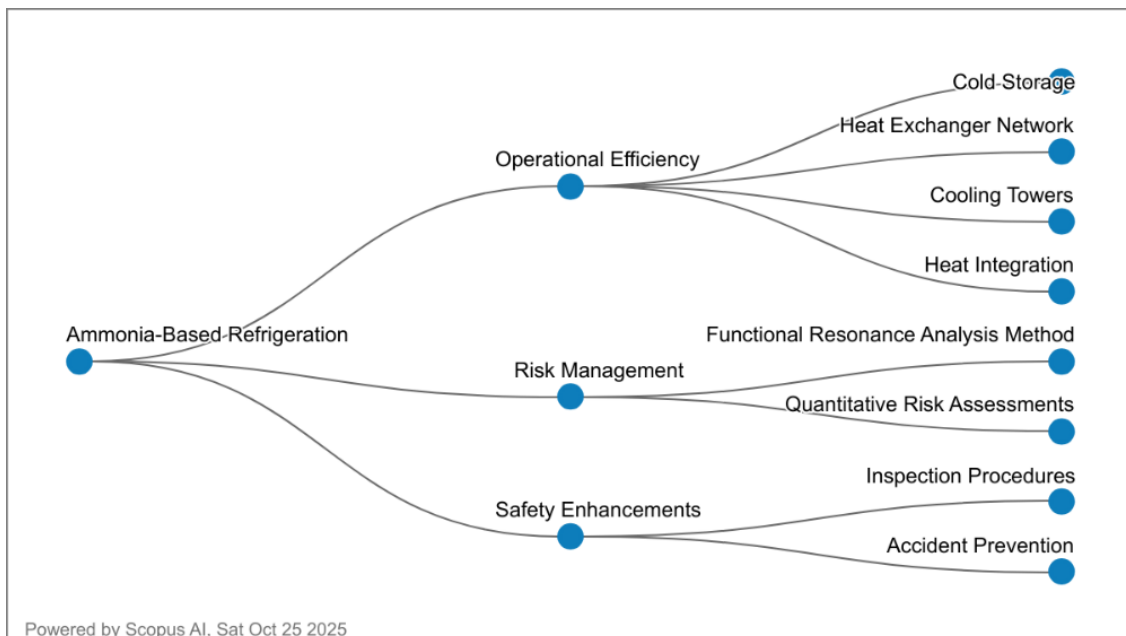 Cold Storage
Heat Exchanger Network
Operational Efficiency
Cooling Towers
Heat Integration
Ammonia-Based Refrigeration
Functional Resonance Analysis Method
Risk Management
Quantitative Risk Assessments
Inspection Procedures
Safety Enhancements
Accident Prevention
Powered by Scopus AI, Sat Oct 25 2025